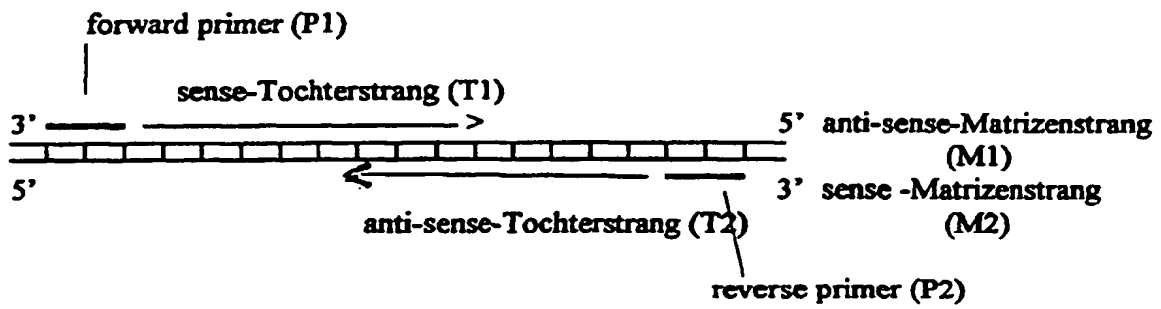 forward primer (P1)
sense-Tochterstrang (T1)
3' 5' anti-sense-Matrizenstrang
(M1)
5' 3' sense -Matrizenstrang
(M2)
anti-sense-Tochterstrang (T2)
reverse primer (P2)